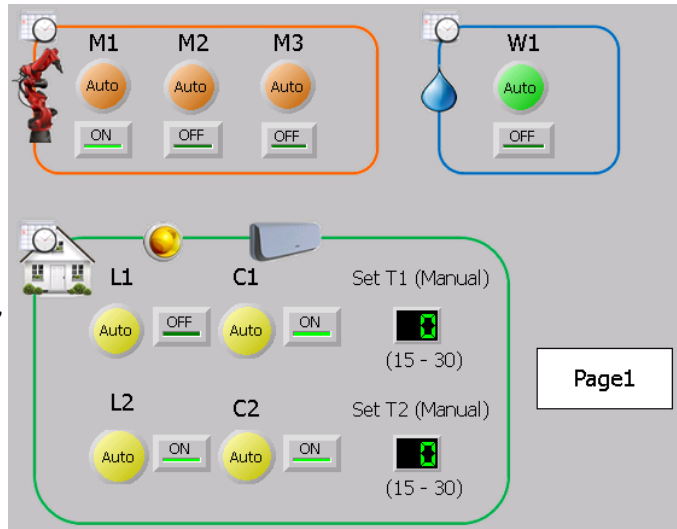 M1 M2 M3
Auto Auto Auto
ON OFF OFF
W1
Auto
OFF
L1 C1 Set T1 (Manual)
Auto OFF Auto ON 0
(15 - 30)
L2 C2 Set T2 (Manual)
Auto ON Auto ON 0
(15 - 30)
Page1